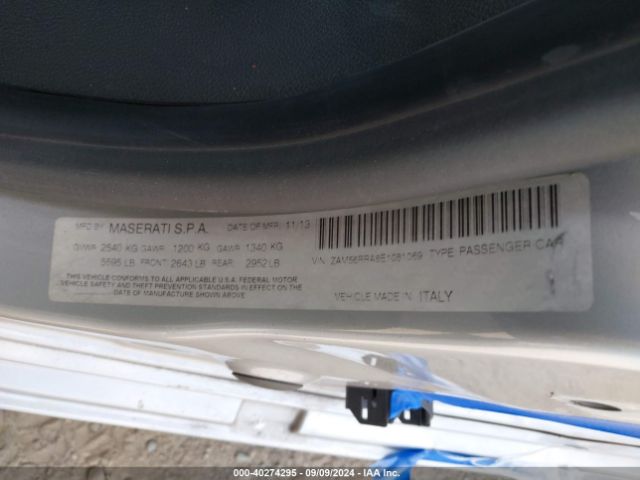 MFD BY MASERATI S.P.A. DATE OF MFR: 11/13
GVWR 2540 KG GAWR 1200 KG GAWR 1340 KG
5595 LB FRONT: 2643 LB REAR: 2952 LB
THIS VEHICLE CONFORMS TO ALL APPLICABLE U.S.A. FEDERAL MOTOR
VEHICLE SAFETY AND THEFT PREVENTION STANDARDS IN EFFECT ON THE
DATE OF MANUFACTURE SHOWN ABOVE
VIN: TYPE PASSENGER CAR
VEHICLE MADE IN ITALY
000-40274295 - 09/09/2024 - IAAI.COM